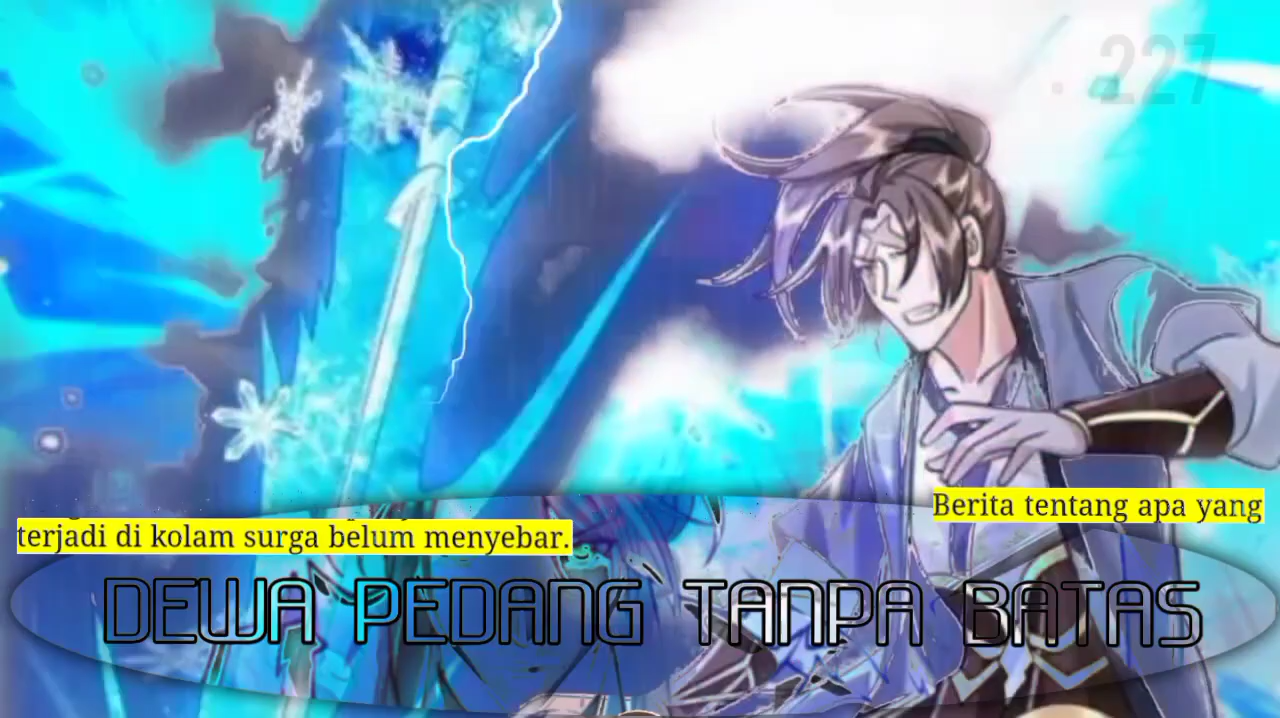 227
Berita tentang apa yang
terjadi di kolam surga belum menyebar.
DEWA PEDANG TANPA BATAS